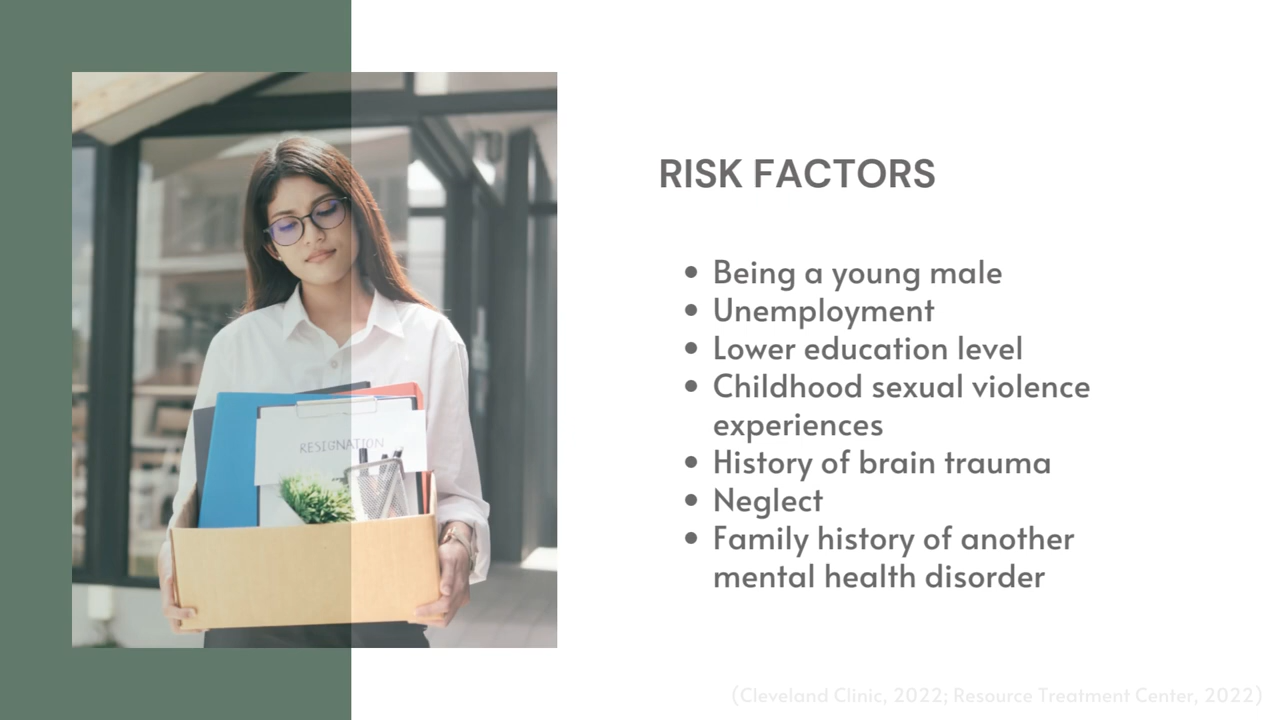 RESIGNATION
RISK FACTORS
• Being a young male
• Unemployment
• Lower education level
• Childhood sexual violence
experiences
• History of brain trauma
• Neglect
• Family history of another
mental health disorder
(Cleveland Clinic, 2022; Resource Treatment Center, 2022)